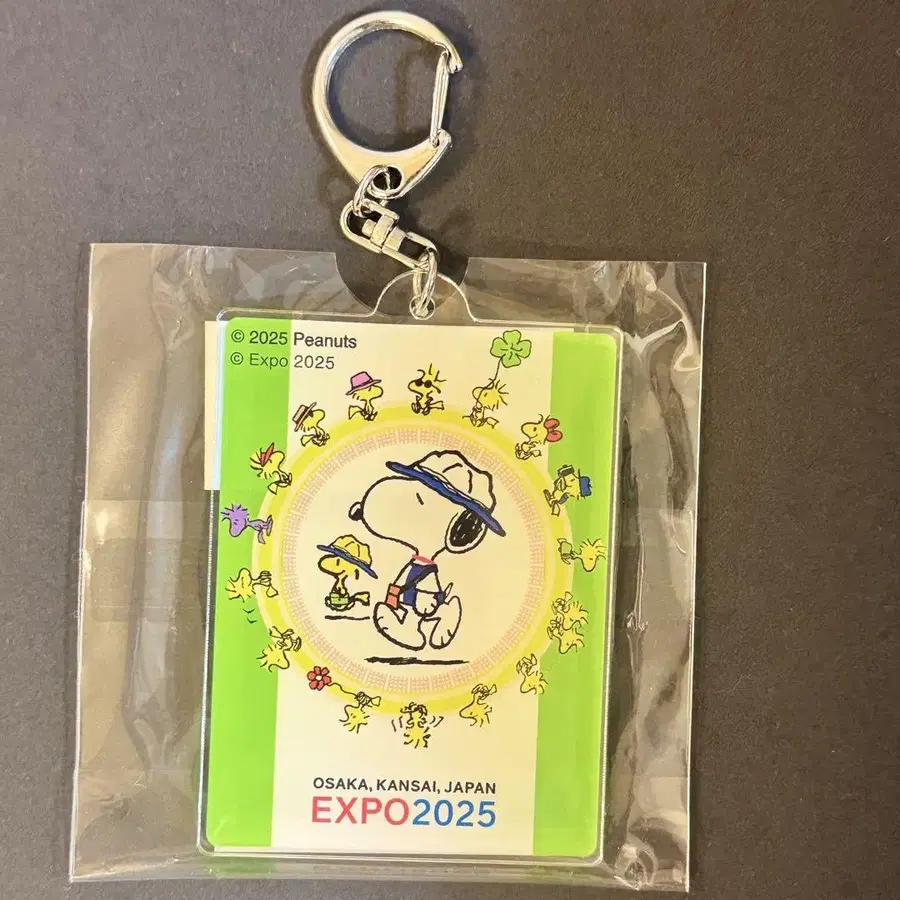 © 2025 Peanuts
© Expo 2025
OSAKA, KANSAI, JAPAN
EXPO2025